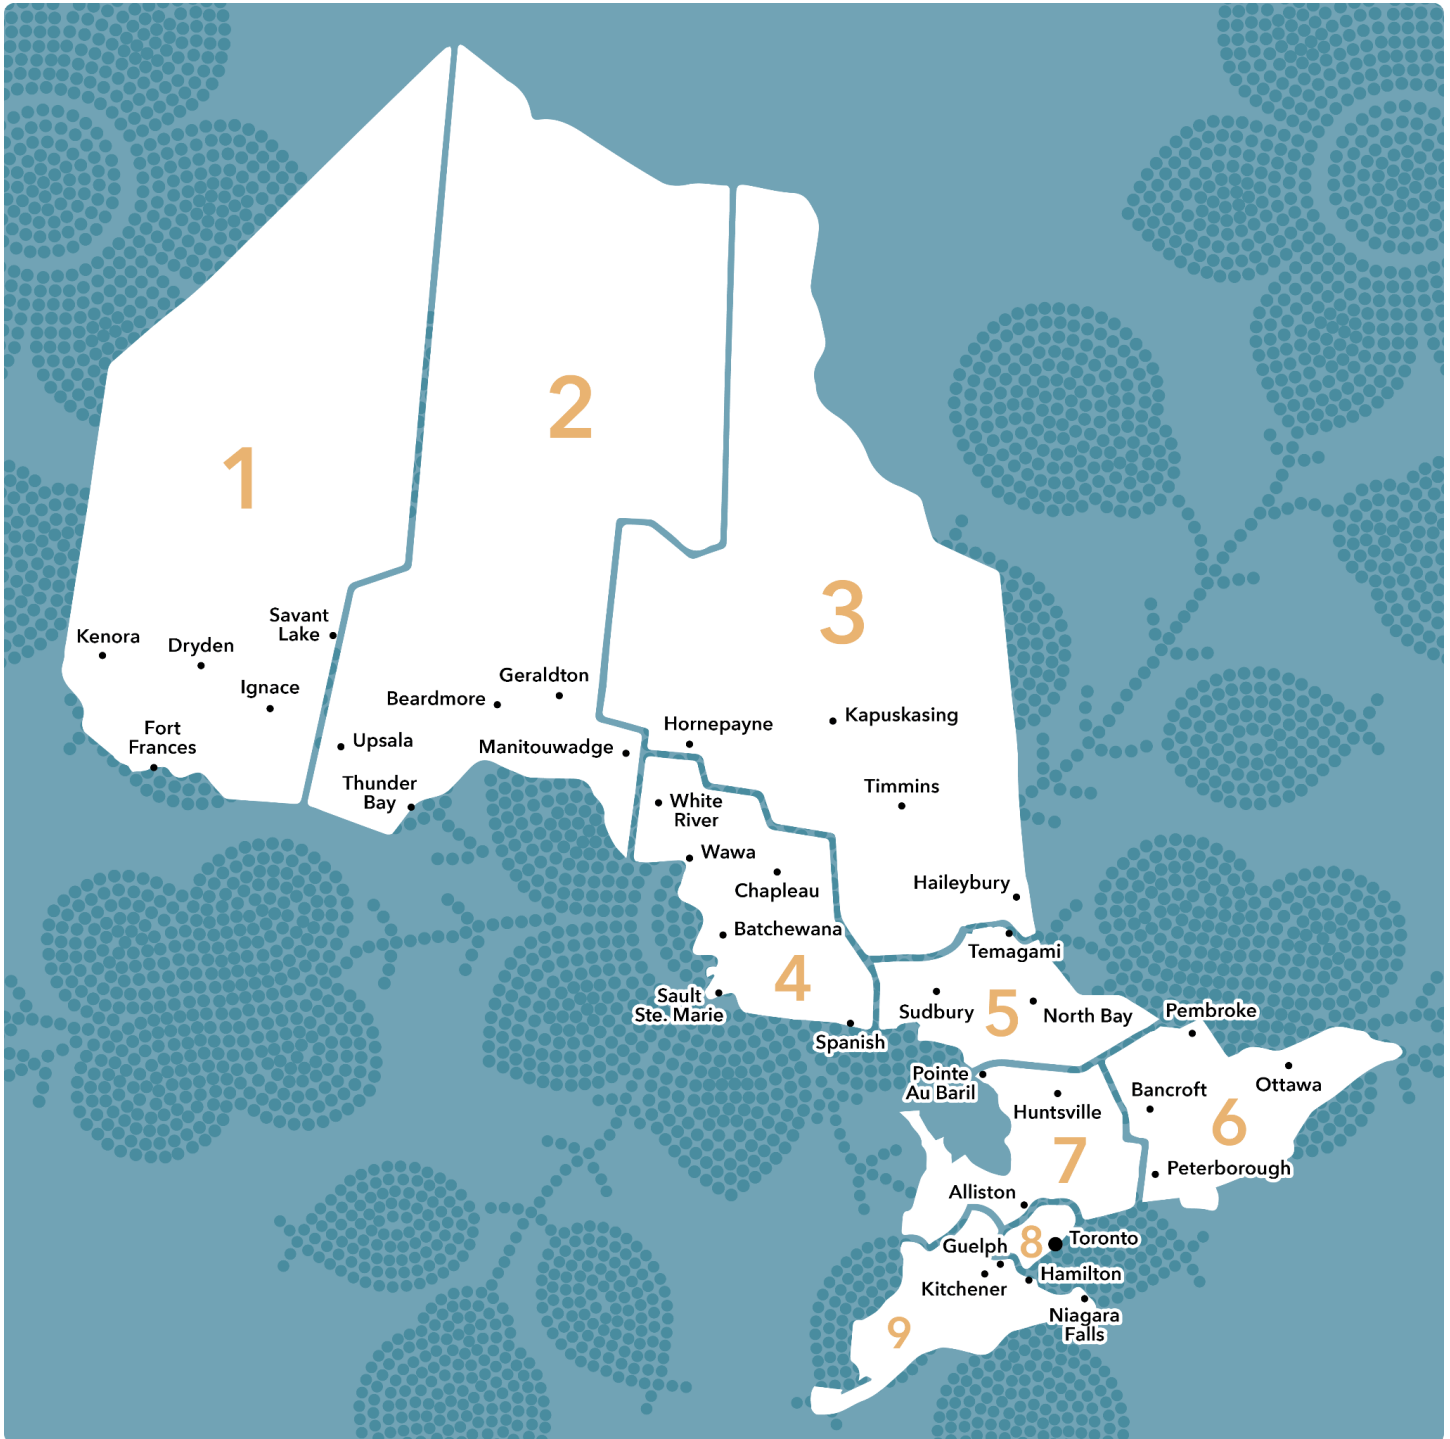 2
1
3
Savant
Lake
Kenora
Dryden
Ignace
Geraldton
Beardmore
Fort
Frances
Upsala
Manitouwadge
Thunder
Bay
Hornepayne
Kapuskasing
Timmins
White
River
Wawa
Chapleau
Haileybury
Batchewana
4
Temagami
Sault
Ste. Marie
Spanish
Sudbury
5
North Bay
Pembroke
Pointe
Au Baril
Huntsville
Bancroft
Ottawa
6
7
Peterborough
Alliston
8
Toronto
Guelph
Kitchener
Hamilton
Niagara
Falls
9